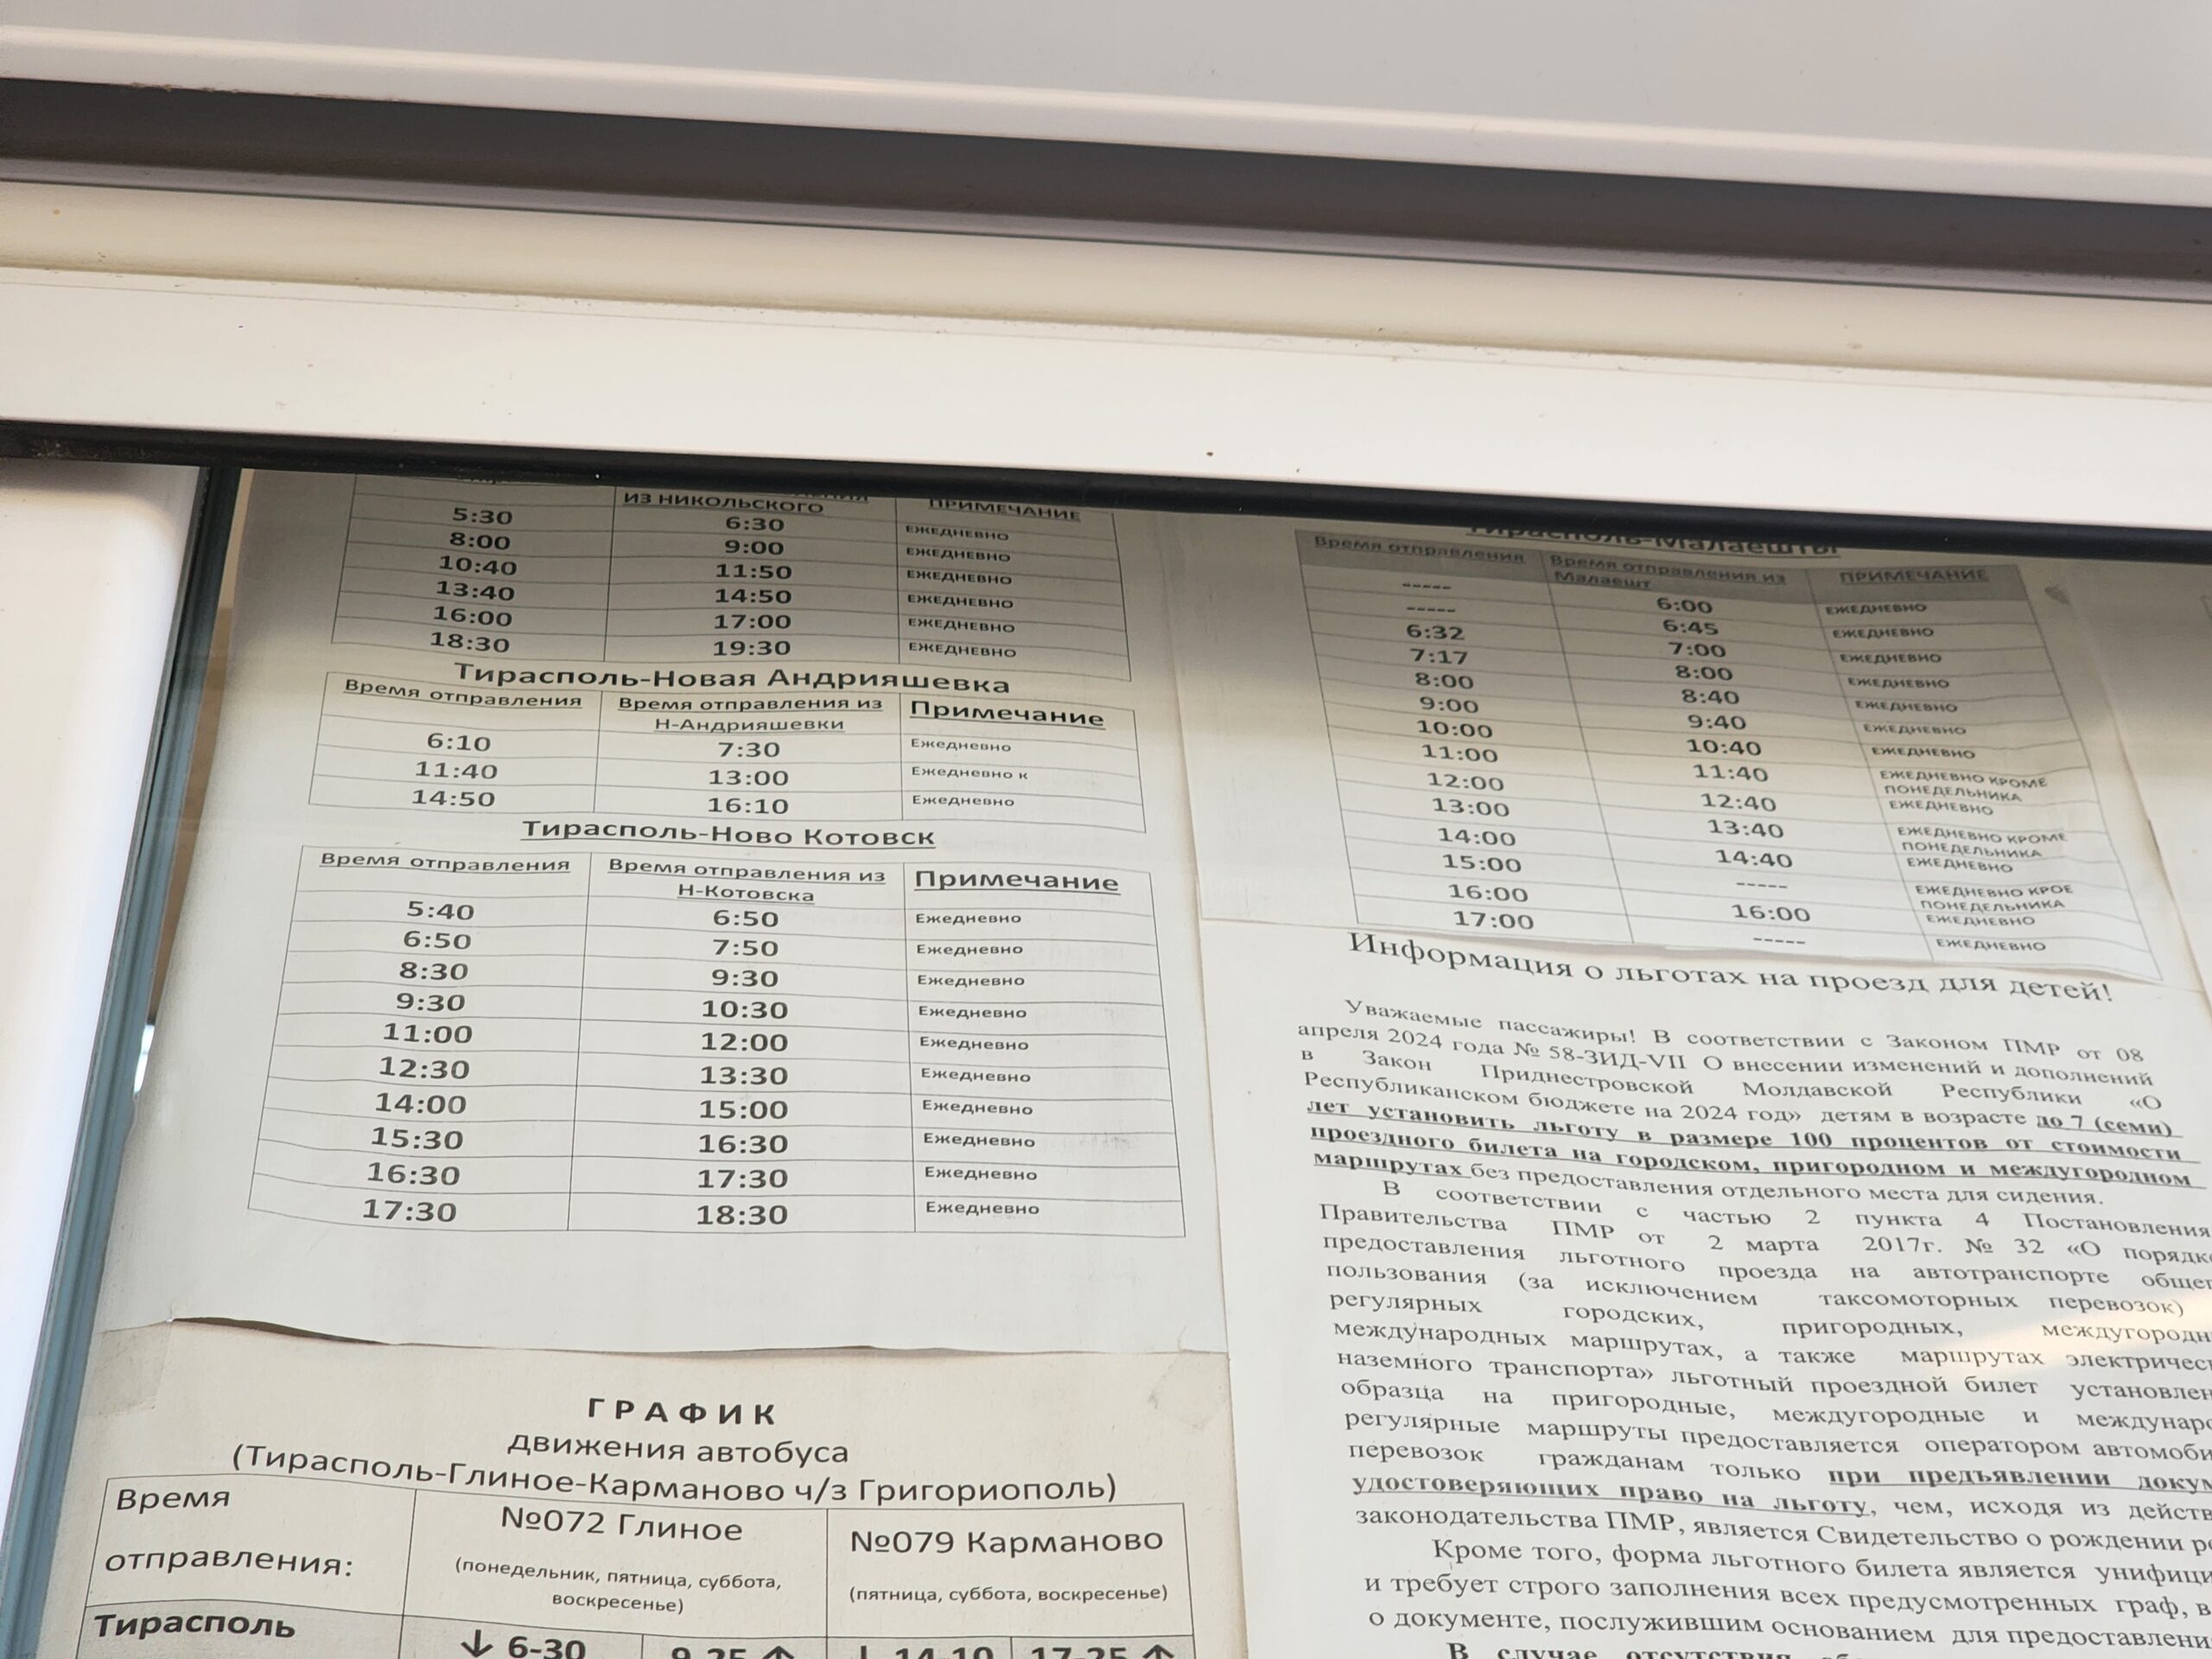 ИЗ НИКОЛЬСКОГО ПРИМЕЧАНИЕ
5:30 6:30 ЕЖЕДНЕВНО
8:00 9:00 ЕЖЕДНЕВНО
10:40 11:50 ЕЖЕДНЕВНО
13:40 14:50 ЕЖЕДНЕВНО
16:00 17:00 ЕЖЕДНЕВНО
18:30 19:30 ЕЖЕДНЕВНО
Тирасполь-Новая Андрияшевка
Время отправления Время отправления из Примечание
Н-Андрияшевки
6:10 7:30 Ежедневно
11:40 13:00 Ежедневно к
14:50 16:10 Ежедневно
Тирасполь-Ново Котовск
Время отправления Время отправления из Примечание
Н-Котовска
5:40 6:50 Ежедневно
6:50 7:50 Ежедневно
8:30 9:30 Ежедневно
9:30 10:30 Ежедневно
11:00 12:00 Ежедневно
12:30 13:30 Ежедневно
14:00 15:00 Ежедневно
15:30 16:30 Ежедневно
16:30 17:30 Ежедневно
17:30 18:30 Ежедневно
ГРАФИК
движения автобуса
(Тирасполь-Глиное-Карманово ч/з Григориополь)
Время
отправления:
№072 Глиное
(понедельник, пятница, суббота,
воскресенье)
№079 Карманово
(пятница, суббота, воскресенье)
Тирасполь ↓ 6-30 9-25 ↑ ↓ 14-10 17-25 ↑
Тирасполь-Малаешты
Время отправления Время отправления из ПРИМЕЧАНИЕ
Малаешт
----- 6:00 ЕЖЕДНЕВНО
----- 6:45 ЕЖЕДНЕВНО
6:32 7:00 ЕЖЕДНЕВНО
7:17 8:00 ЕЖЕДНЕВНО
8:00 8:40 ЕЖЕДНЕВНО
9:00 9:40 ЕЖЕДНЕВНО
10:00 10:40 ЕЖЕДНЕВНО
11:00 11:40 ЕЖЕДНЕВНО КРОМЕ
ПОНЕДЕЛЬНИКА
12:00 12:40 ЕЖЕДНЕВНО
13:00 13:40 ЕЖЕДНЕВНО КРОМЕ
ПОНЕДЕЛЬНИКА
14:00 14:40 ЕЖЕДНЕВНО
15:00 ----- ЕЖЕДНЕВНО КРОЕ
ПОНЕДЕЛЬНИКА
16:00 16:00 ЕЖЕДНЕВНО
17:00 ----- ЕЖЕДНЕВНО
Информация о льготах на проезд для детей!
Уважаемые пассажиры! В соответствии с Законом ПМР от 08
апреля 2024 года № 58-ЗИД-VII О внесении изменений и дополнений
в Закон Приднестровской Молдавской Республики «О
Республиканском бюджете на 2024 год» детям в возрасте до 7 (семи)
лет установить льготу в размере 100 процентов от стоимости
проездного билета на городском, пригородном и междугородном
маршрутах без предоставления отдельного места для сидения.
В соответствии с частью 2 пункта 4 Постановления
Правительства ПМР от 2 марта 2017г. № 32 «О
предоставления льготного проезда на автотранспорте
пользования (за исключением таксомоторных перевозок)
регулярных городских, пригородных,
международных маршрутах, а также маршрутах
наземного транспорта» льготный проездной билет
образца на пригородные, междугородные и
регулярные маршруты предоставляется оператором
перевозок гражданам только при предъявлении
удостоверяющих право на льготу, чем, исходя из
законодательства ПМР, является Свидетельство о рождении
Кроме того, форма льготного билета является
и требует строго заполнения всех предусмотренных граф,
о документе, послужившим основанием для
В случае отсутствия